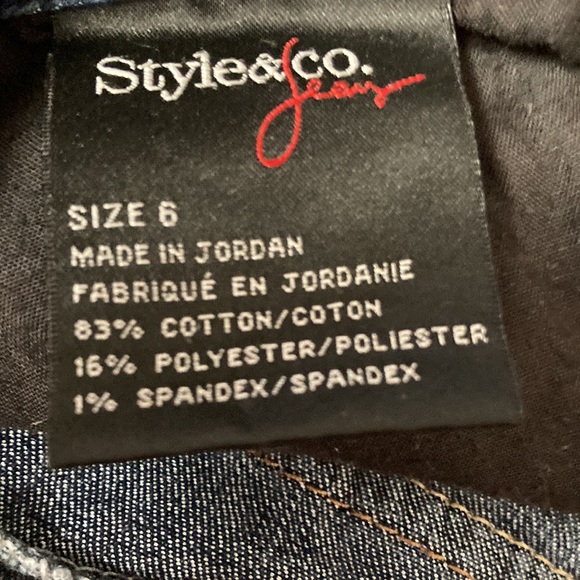 Style&co.
Jeans
SIZE 6
MADE IN JORDAN
FABRIQUÉ EN JORDANIE
83% COTTON/COTON
16% POLYESTER/POLIESTER
1% SPANDEX/SPANDEX